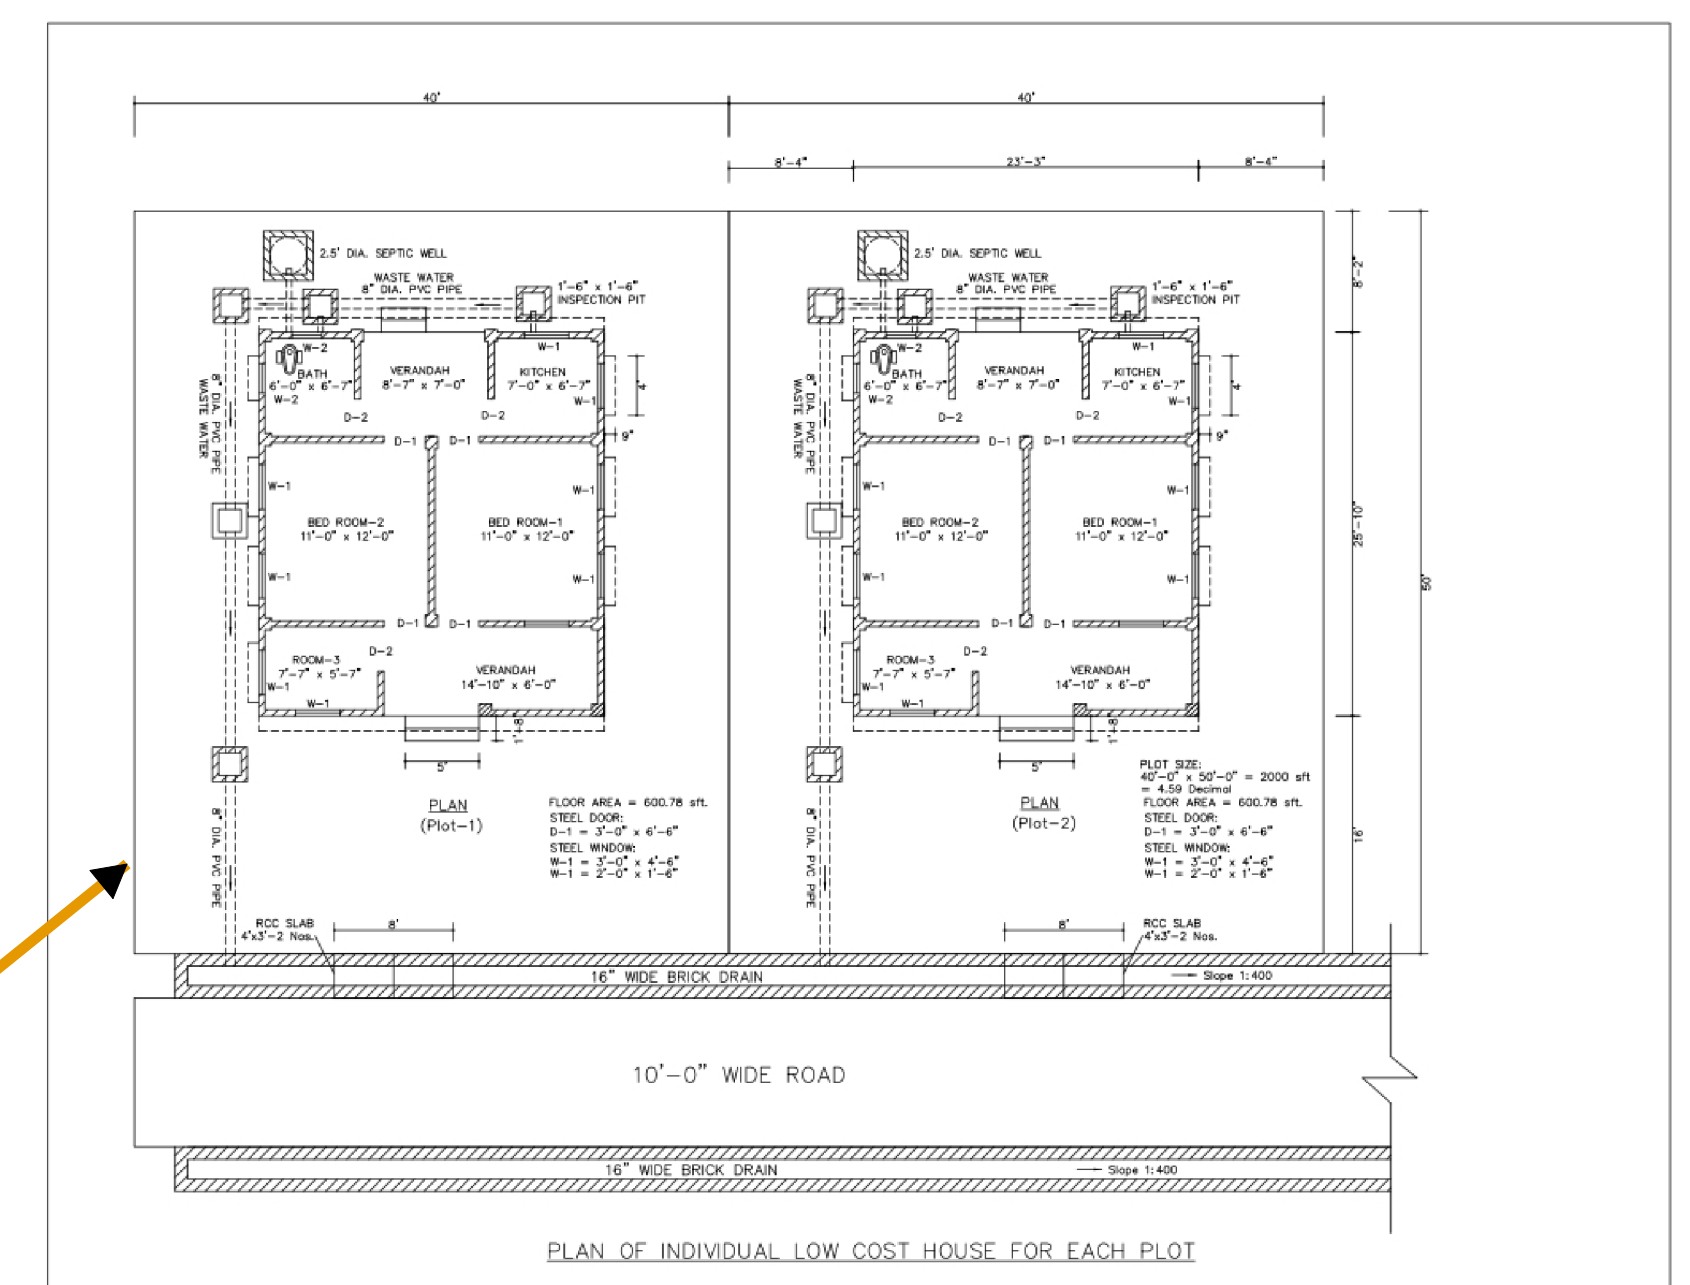 40'
40'
8'-4"
23'-3"
8'-4"
2.5' DIA. SEPTIC WELL
WASTE WATER
8" DIA. PVC PIPE
1'-6" x 1'-6"
INSPECTION PIT
W-2
W-1
BATH
6'-0" x 6'-7"
W-2
VERANDAH
8'-7" x 7'-0"
KITCHEN
7'-0" x 6'-7"
W-1
4'
D-2
D-2
D-1
D-1
9"
8" DIA. PVC PIPE
WASTE WATER
W-1
W-1
BED ROOM-2
11'-0" x 12'-0"
BED ROOM-1
11'-0" x 12'-0"
W-1
W-1
D-1
D-1
D-2
ROOM-3
7'-7" x 5'-7"
W-1
W-1
VERANDAH
14'-10" x 6'-0"
1'-8"
5'
8" DIA. PVC PIPE
PLAN
(Plot-1)
FLOOR AREA = 600.78 sft.
STEEL DOOR:
D-1 = 3'-0" x 6'-6"
STEEL WINDOW:
W-1 = 3'-0" x 4'-6"
W-1 = 2'-0" x 1'-6"
RCC SLAB
4'x3'-2 Nos.
8'
2.5' DIA. SEPTIC WELL
WASTE WATER
8" DIA. PVC PIPE
1'-6" x 1'-6"
INSPECTION PIT
W-2
W-1
BATH
6'-0" x 6'-7"
W-2
VERANDAH
8'-7" x 7'-0"
KITCHEN
7'-0" x 6'-7"
W-1
4'
D-2
D-2
D-1
D-1
9"
8" DIA. PVC PIPE
WASTE WATER
W-1
W-1
BED ROOM-2
11'-0" x 12'-0"
BED ROOM-1
11'-0" x 12'-0"
W-1
W-1
D-1
D-1
D-2
ROOM-3
7'-7" x 5'-7"
W-1
W-1
VERANDAH
14'-10" x 6'-0"
1'-8"
5'
8" DIA. PVC PIPE
PLAN
(Plot-2)
PLOT SIZE:
40'-0" x 50'-0" = 2000 sft
= 4.59 Decimal
FLOOR AREA = 600.78 sft.
STEEL DOOR:
D-1 = 3'-0" x 6'-6"
STEEL WINDOW:
W-1 = 3'-0" x 4'-6"
W-1 = 2'-0" x 1'-6"
8'
RCC SLAB
4'x3'-2 Nos.
8'-2"
25'-10"
16'
50'
16" WIDE BRICK DRAIN
Slope 1:400
10'-0" WIDE ROAD
16" WIDE BRICK DRAIN
Slope 1:400
PLAN OF INDIVIDUAL LOW COST HOUSE FOR EACH PLOT